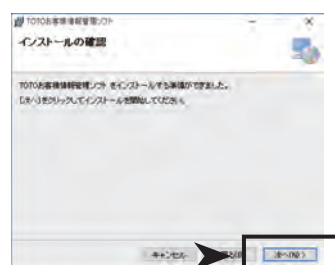 TOTOお客様情報管理ソフト
インストールの確認
TOTOお客様情報管理ソフト をインストールする準備ができました。
[次へ]をクリックしてインストールを開始してください。
キャンセル
次へ(N) >